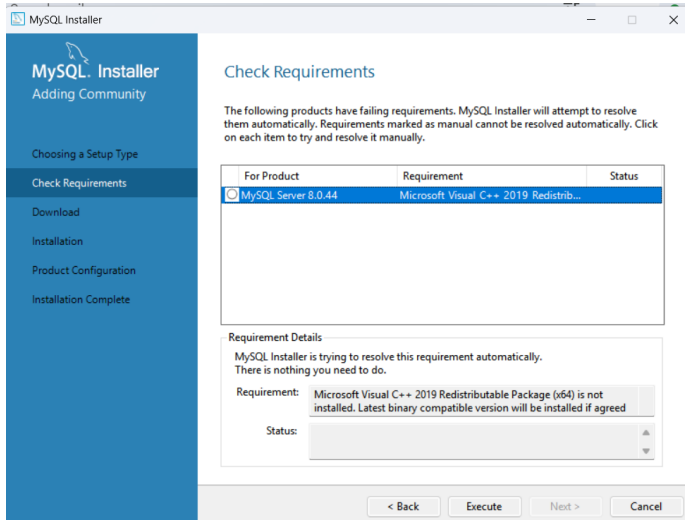 MySQL Installer
MySQL. Installer
Adding Community
Choosing a Setup Type
Check Requirements
Download
Installation
Product Configuration
Installation Complete
Check Requirements
The following products have failing requirements. MySQL Installer will attempt to resolve
them automatically. Requirements marked as manual cannot be resolved automatically. Click
on each item to try and resolve it manually.
For Product Requirement Status
MySQL Server 8.0.44 Microsoft Visual C++ 2019 Redistrib...
Requirement Details
MySQL Installer is trying to resolve this requirement automatically.
There is nothing you need to do.
Requirement: Microsoft Visual C++ 2019 Redistributable Package (x64) is not
installed. Latest binary compatible version will be installed if agreed
Status:
< Back Execute Next > Cancel